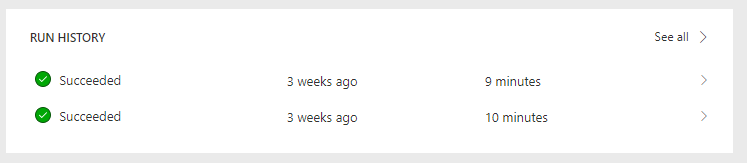 RUN HISTORY See all
Succeeded 3 weeks ago 9 minutes
Succeeded 3 weeks ago 10 minutes